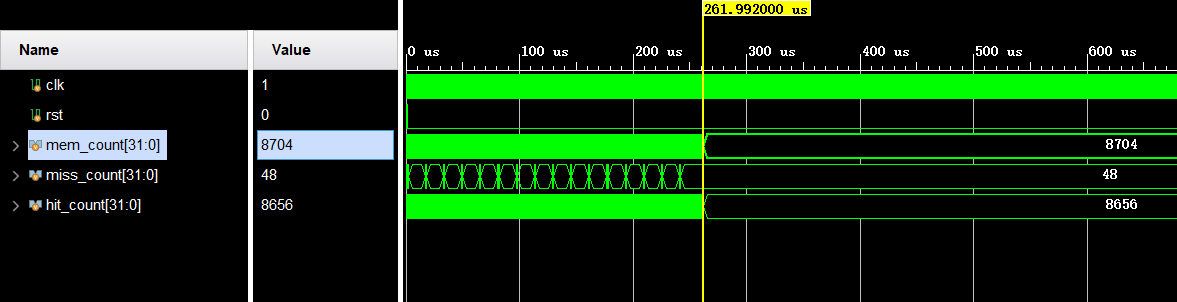 261.992000 us
Name Value
0 us 100 us 200 us 300 us 400 us 500 us 600 us
clk 1
rst 0
mem_count[31:0] 8704 8704
miss_count[31:0] 48 48
hit_count[31:0] 8656 8656